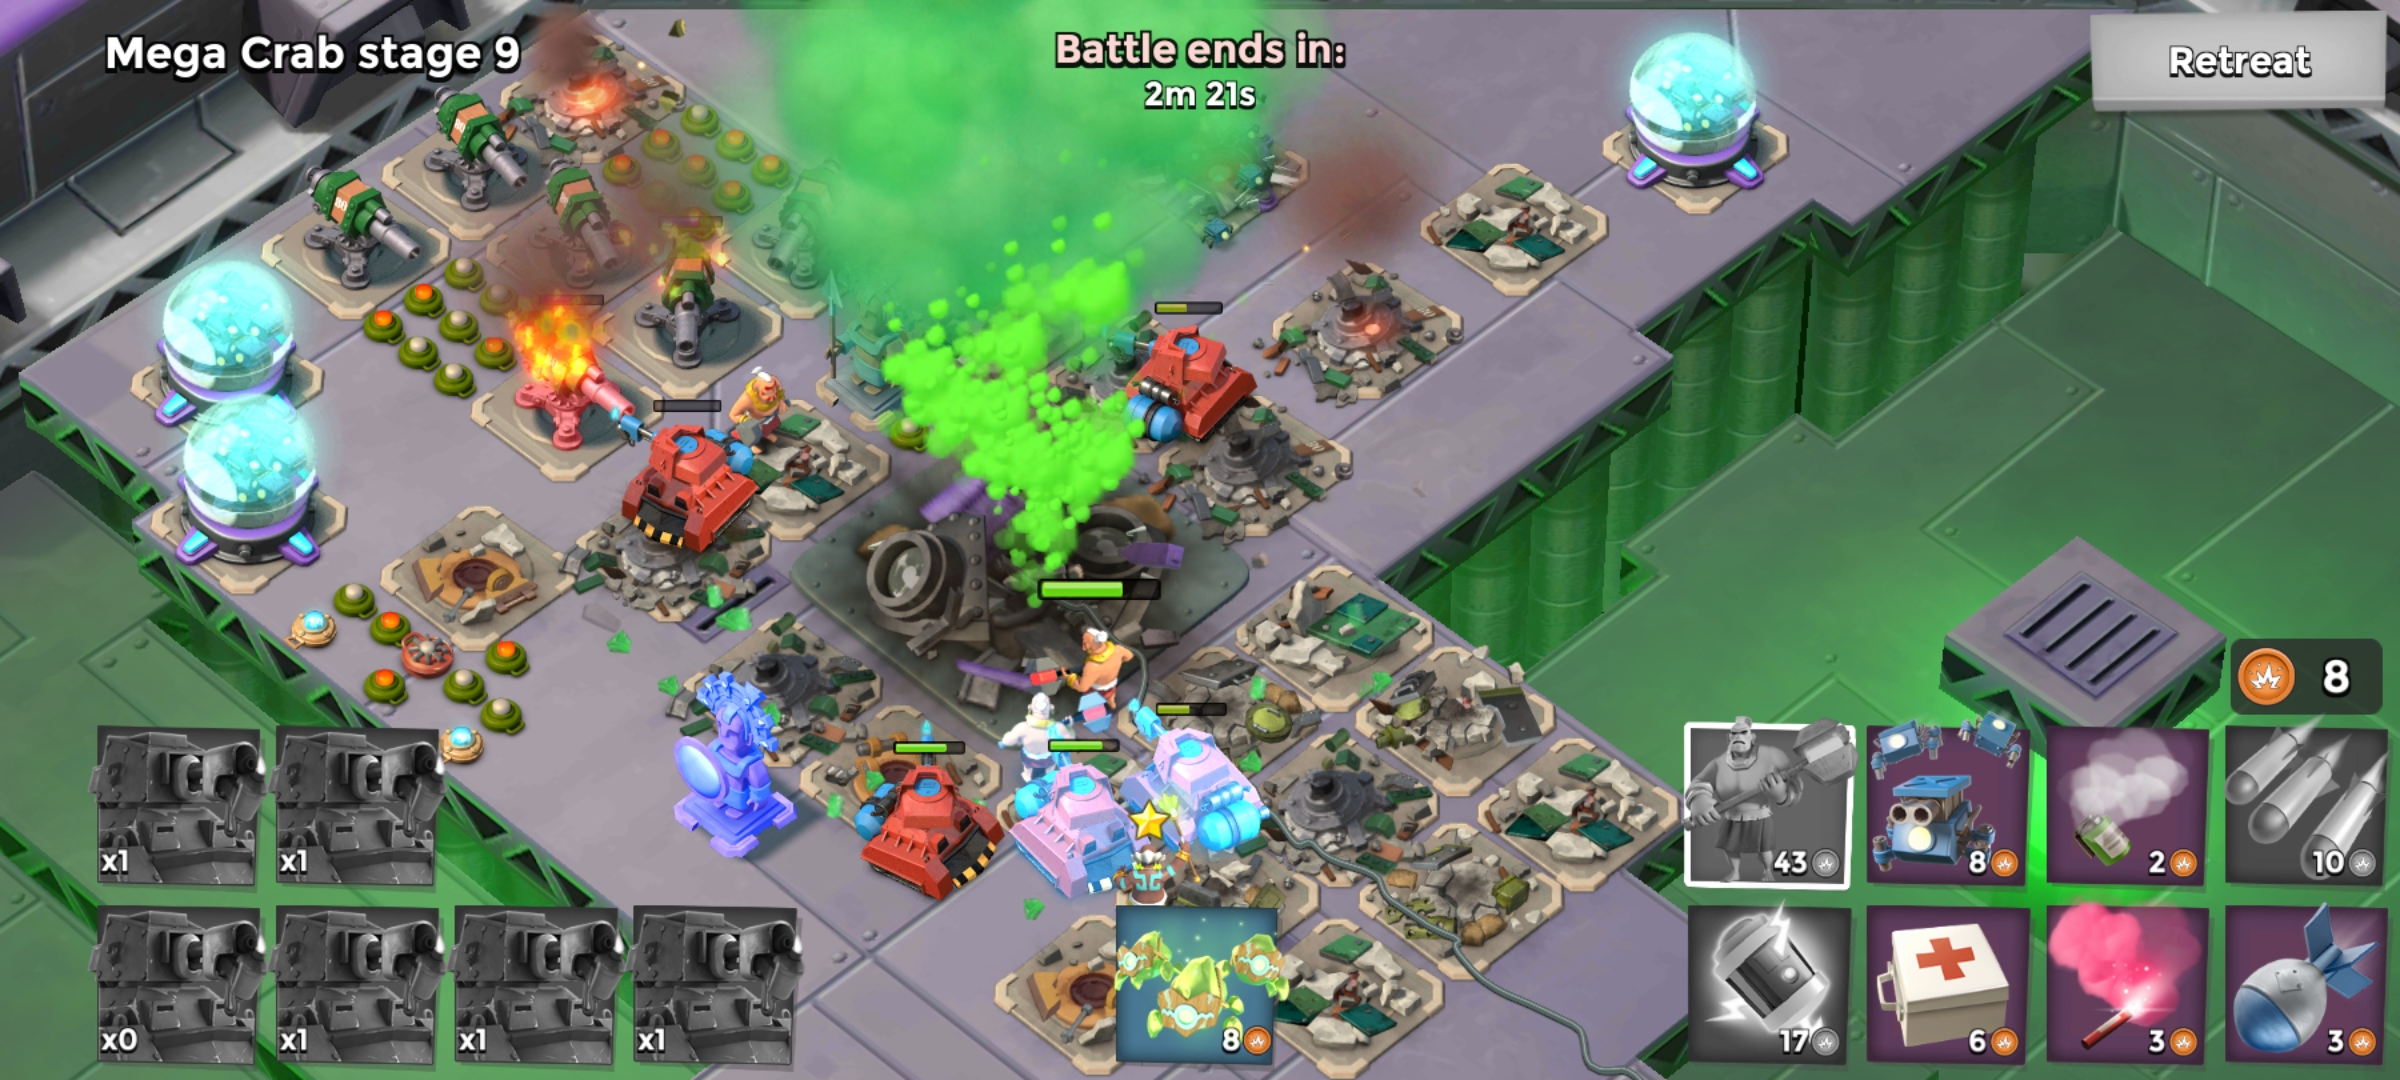 Mega Crab stage 9
Battle ends in:
2m 21s
Retreat
8
43
8
2
10
x1
x1
x0
x1
x1
x1
8
17
6
3
3